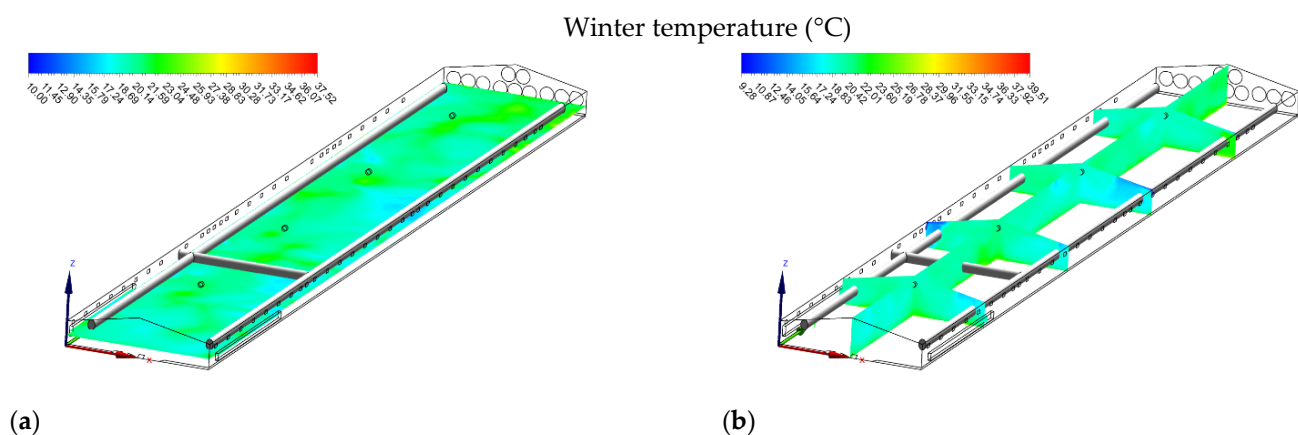 Winter temperature (°C)
10.00 11.45 12.90 14.35 15.79 17.24 18.69 20.14 21.59 23.04 24.48 25.93 27.38 28.83 30.28 31.73 33.17 34.62 36.07 37.52
9.28 10.87 12.46 14.05 15.64 17.24 18.83 20.42 22.01 23.60 25.19 26.78 28.37 29.96 31.55 33.15 34.74 36.33 37.92 39.51
Z
X
Z
X
(a)
(b)